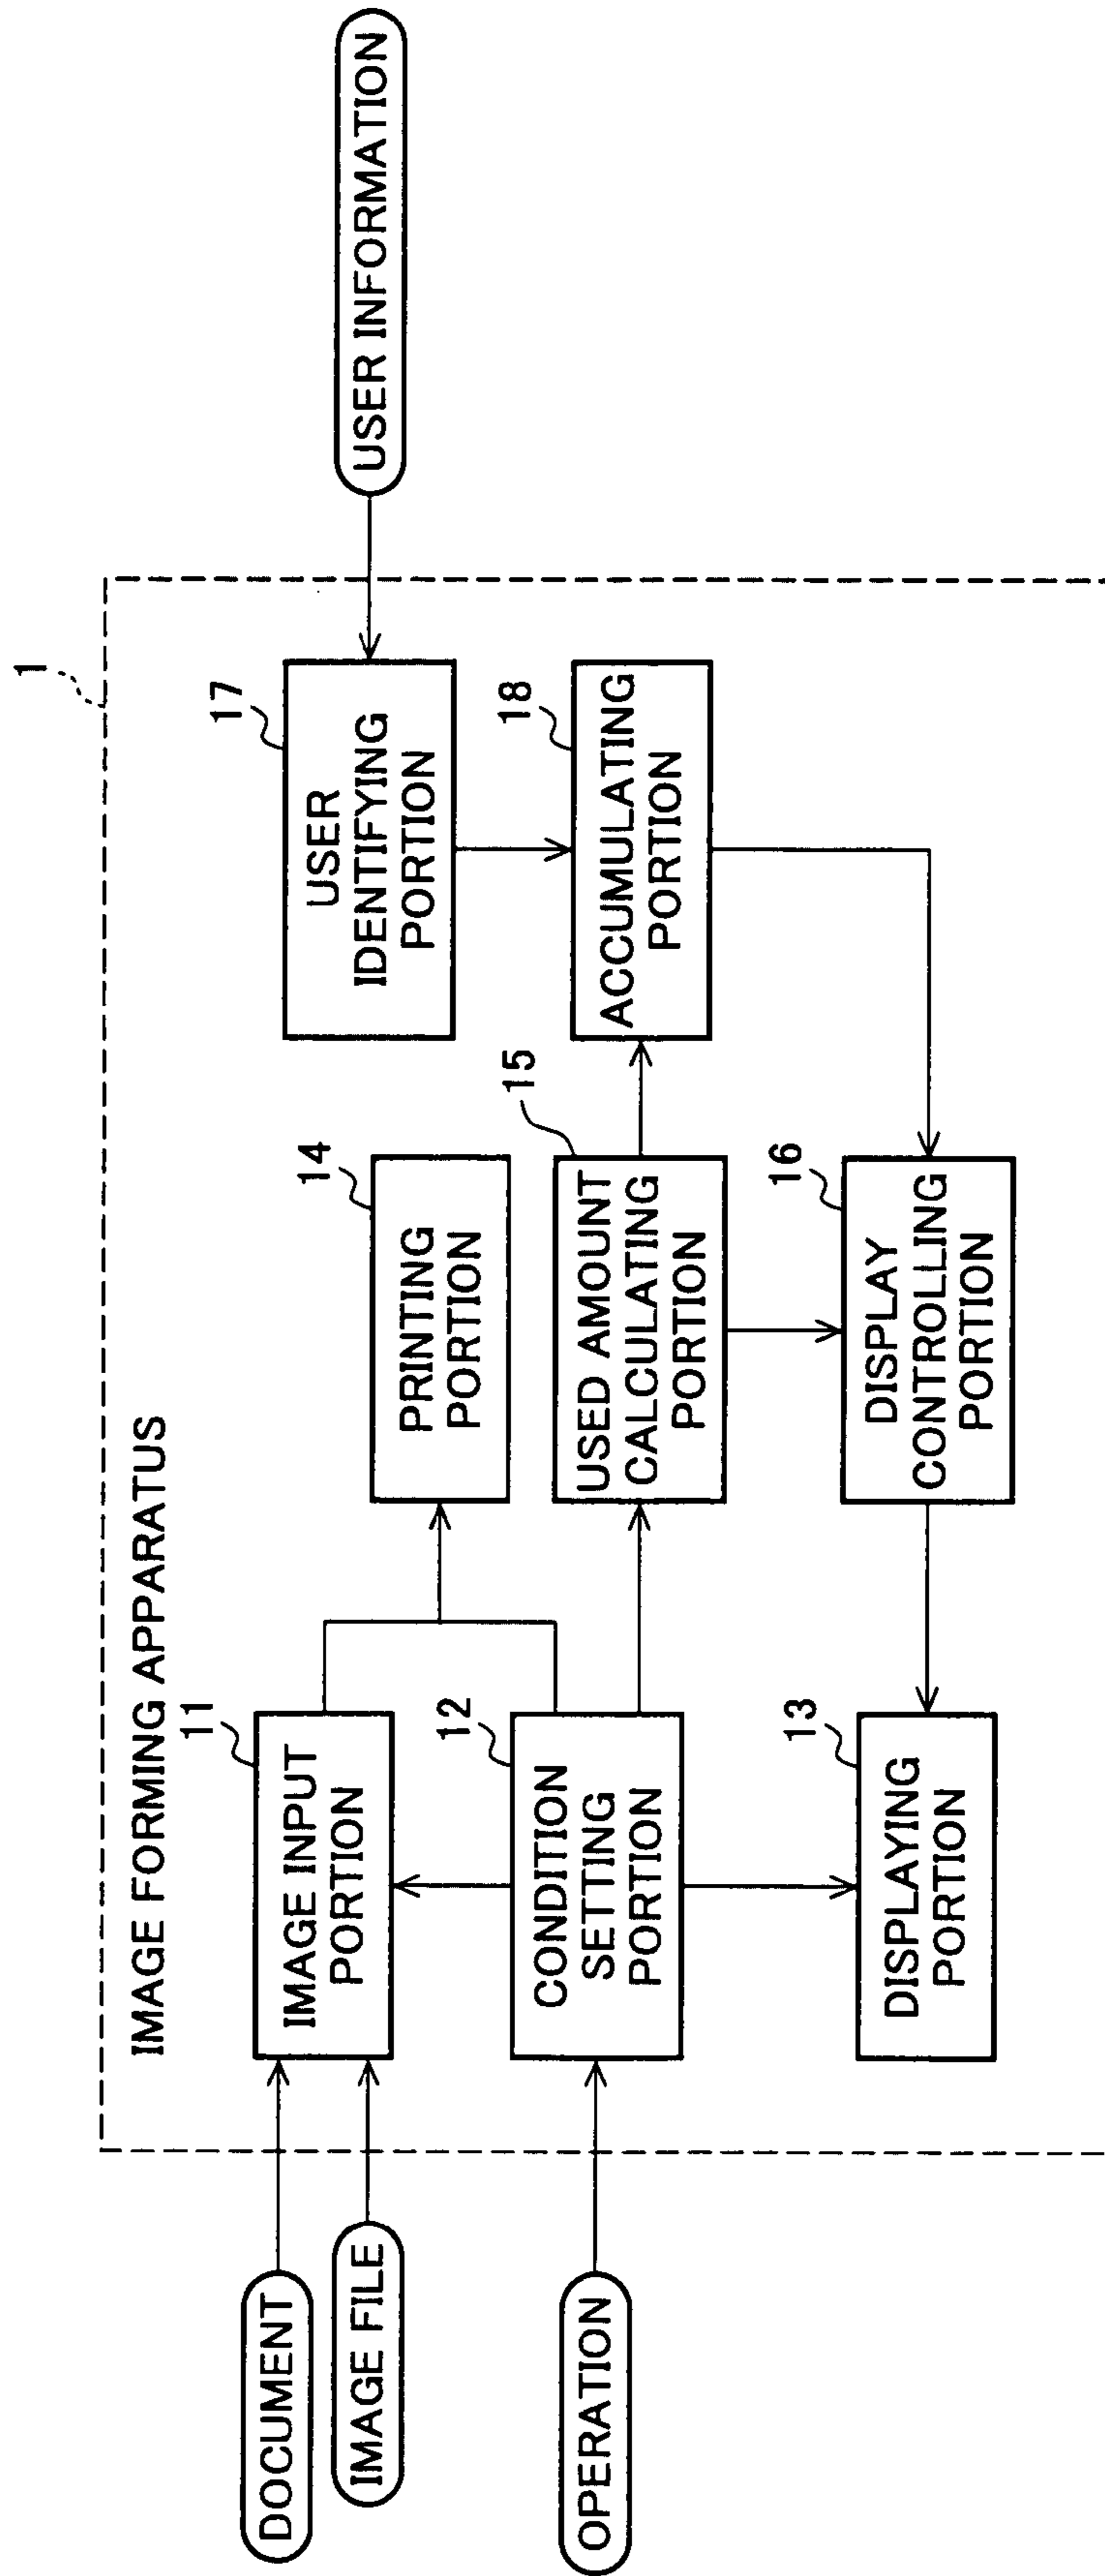 1
IMAGE FORMING APPARATUS
DOCUMENT
IMAGE FILE
OPERATION
11
IMAGE INPUT
PORTION
12
CONDITION
SETTING
PORTION
13
DISPLAYING
PORTION
14
PRINTING
PORTION
15
USED AMOUNT
CALCULATING
PORTION
16
DISPLAY
CONTROLLING
PORTION
17
USER
IDENTIFYING
PORTION
18
ACCUMULATING
PORTION
USER INFORMATION